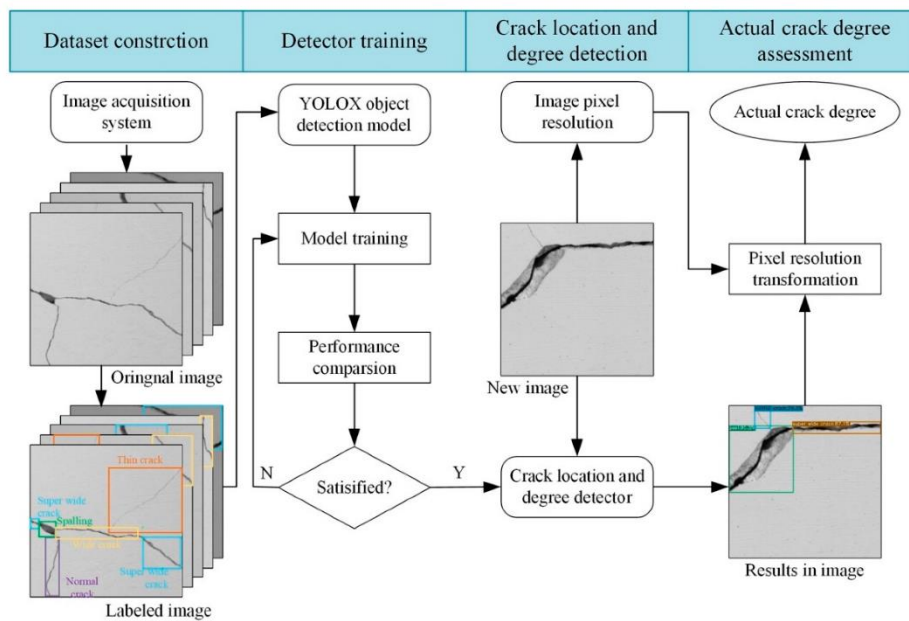 Dataset constrction
Detector training
Crack location and
degree detection
Actual crack degree
assessment
Image acquisition
system
Oringnal image
Thin crack
Super wide
crack
Spalling
Wide crack
Super wide
crack
Normal
crack
Labeled image
YOLOX object
detection model
Model training
Performance
comparsion
N
Satisified?
Y
Image pixel
resolution
New image
Crack location and
degree detector
Actual crack degree
Pixel resolution
transformation
Results in image